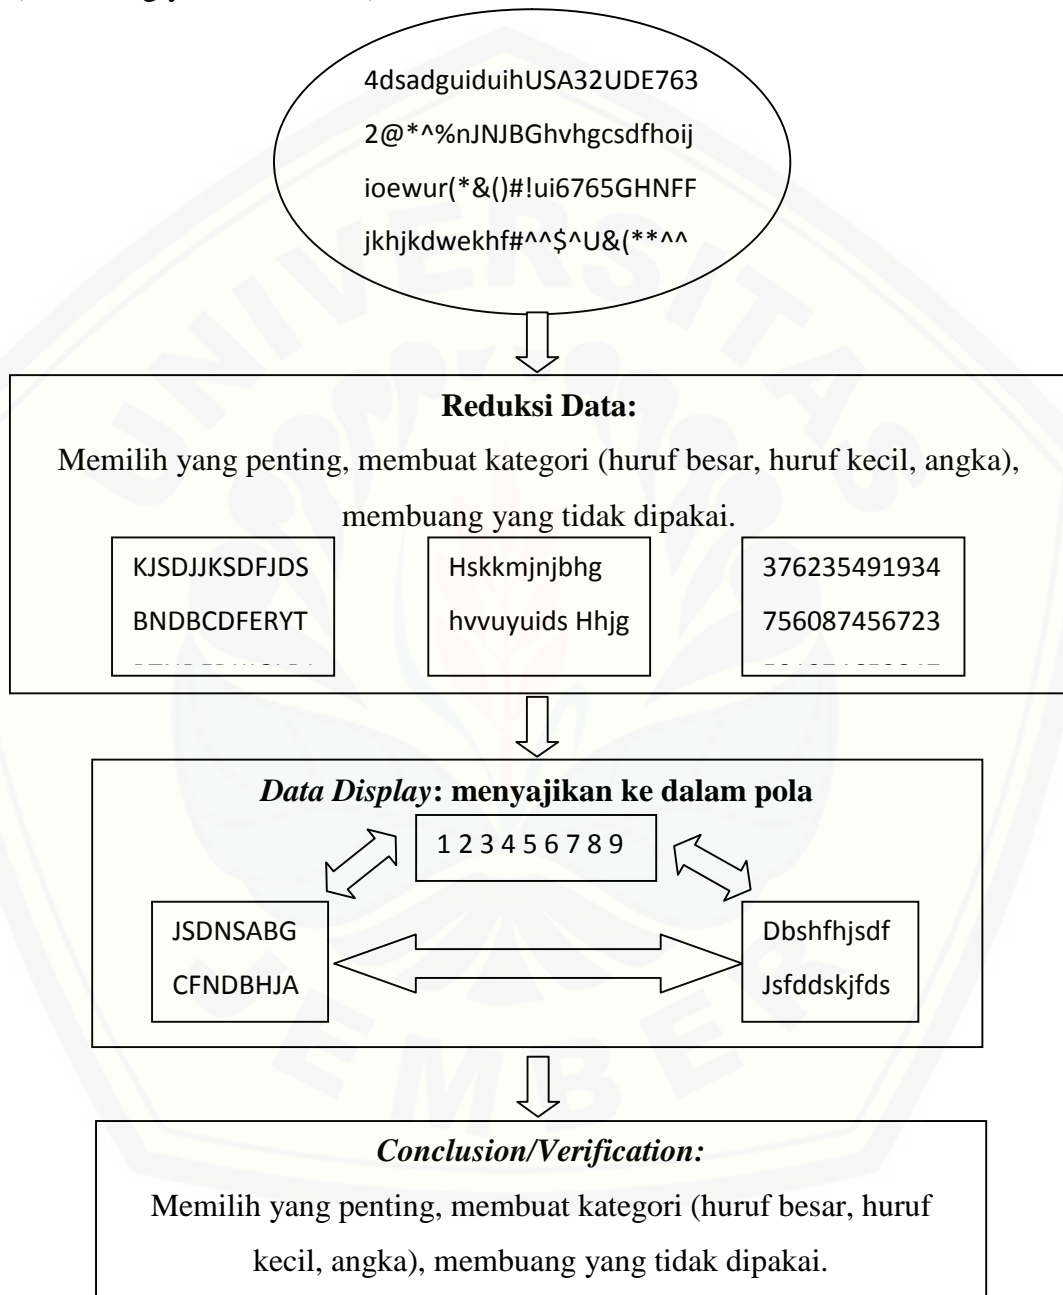 4dsadguiduihUSA32UDE763
2@*^%nJNJBGhvhgcsdfhoij
ioewur(*&()#!ui6765GHNFF
jkhjkdwekhf#^^$^U&(**^^
Reduksi Data:
Memilih yang penting, membuat kategori (huruf besar, huruf kecil, angka),
membuang yang tidak dipakai.
KJSDJJKSDFJDS
BNDBCDFERYT
Hskkmjnjbhg
hvvuyuids Hhjg
376235491934
756087456723
Data Display: menyajikan ke dalam pola
1 2 3 4 5 6 7 8 9
JSDNSABG
CFNDBHJA
Dbshfhjsdf
Jsfddskjfds
Conclusion/Verification:
Memilih yang penting, membuat kategori (huruf besar, huruf
kecil, angka), membuang yang tidak dipakai.
UNIVERSITAS
JEMBER